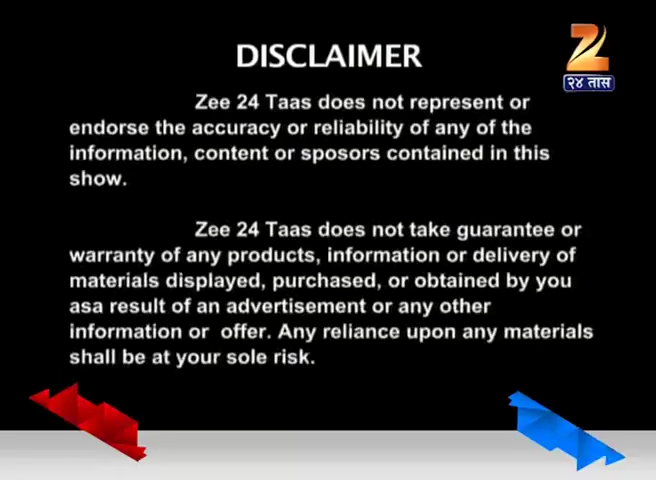 DISCLAIMER
Z
२४ तास
Zee 24 Taas does not represent or
endorse the accuracy or reliability of any of the
information, content or sposors contained in this
show.
Zee 24 Taas does not take guarantee or
warranty of any products, information or delivery of
materials displayed, purchased, or obtained by you
asa result of an advertisement or any other
information or offer. Any reliance upon any materials
shall be at your sole risk.